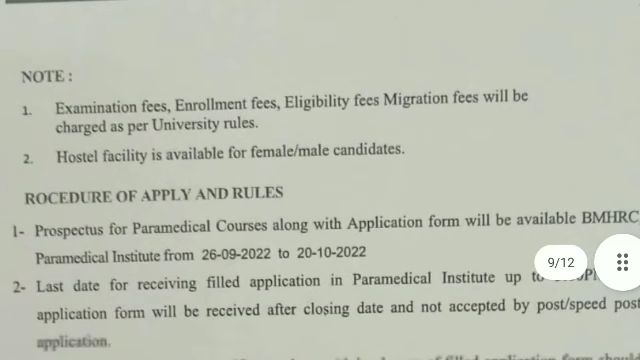 NOTE :
1. Examination fees, Enrollment fees, Eligibility fees Migration fees will be
charged as per University rules.
2. Hostel facility is available for female/male candidates.
ROCEDURE OF APPLY AND RULES
1- Prospectus for Paramedical Courses along with Application form will be available BMHRC
Paramedical Institute from 26-09-2022 to 20-10-2022
9/12
2- Last date for receiving filled application in Paramedical Institute up to
application form will be received after closing date and not accepted by post/speed post
application.
filled application form should